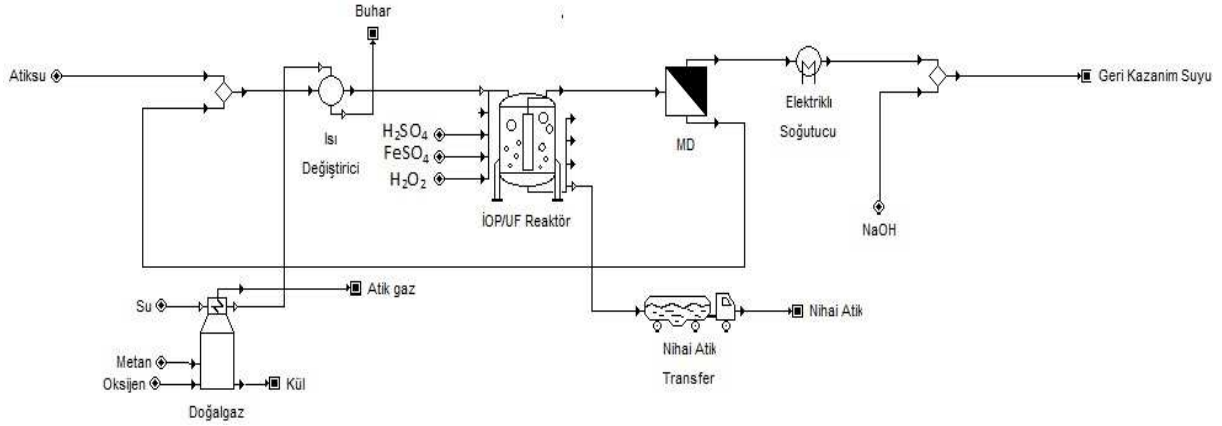 Buhar
Atiksu
Isı
Değiştirici
H₂SO₄
FeSO₄
H₂O₂
İOP/UF Reaktör
MD
Elektrikli
Soğutucu
NaOH
Geri Kazanim Suyu
Su
Atik gaz
Metan
Oksijen
Kül
Doğalgaz
Nihai Atik
Transfer
Nihai Atik